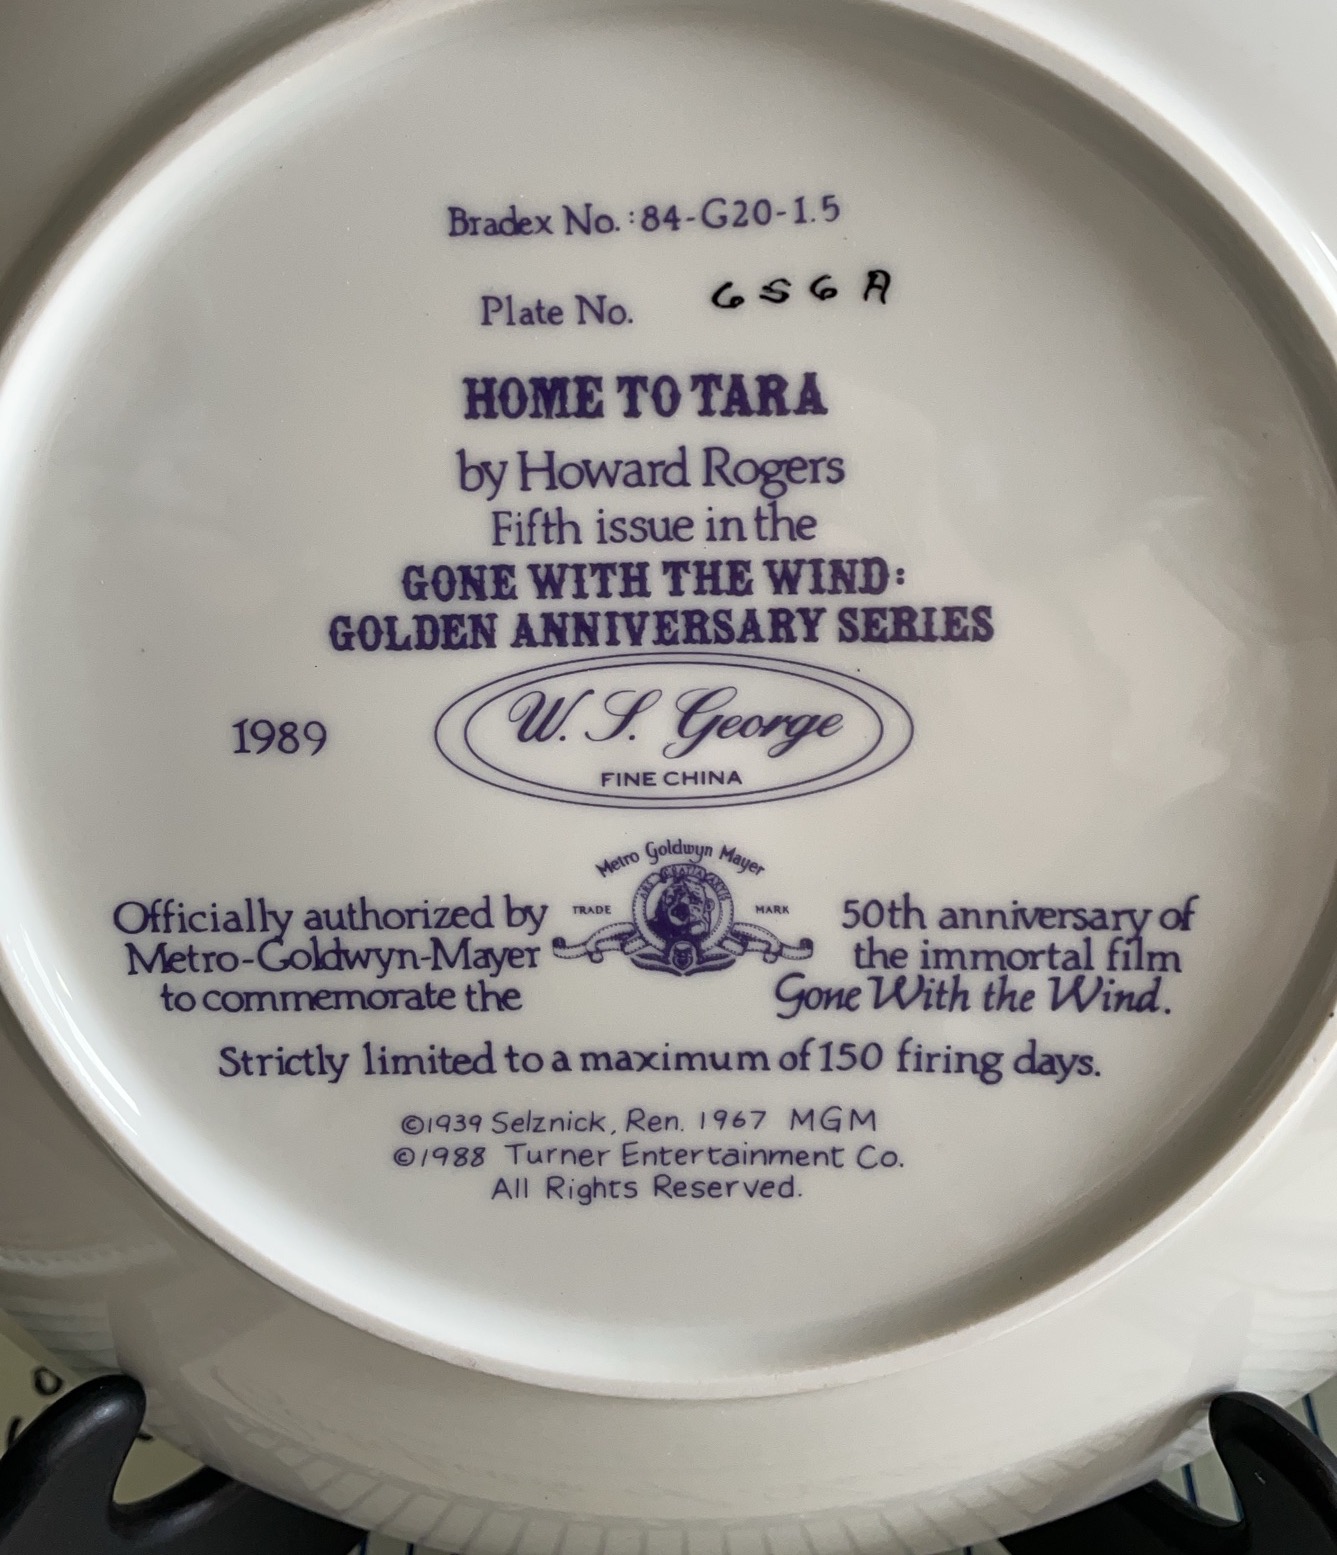 Bradex No.:84-G20-1.5
Plate No. 656A
HOME TO TARA
by Howard Rogers
Fifth issue in the
GONE WITH THE WIND:
GOLDEN ANNIVERSARY SERIES
1989
W. S. George
FINE CHINA
Metro Goldwyn Mayer
ARS GRATIA ARTIS
TRADE MARK
Officially authorized by
Metro-Goldwyn-Mayer
to commemorate the
50th anniversary of
the immortal film
Gone With the Wind.
Strictly limited to a maximum of 150 firing days.
©1939 Selznick, Ren. 1967 MGM
©1988 Turner Entertainment Co.
All Rights Reserved.